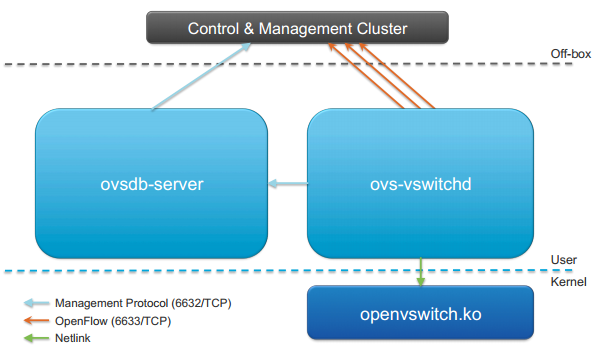 Control & Management Cluster
Off-box
ovsdb-server
ovs-vswitchd
User
Kernel
Management Protocol (6632/TCP)
OpenFlow (6633/TCP)
Netlink
openvswitch.ko